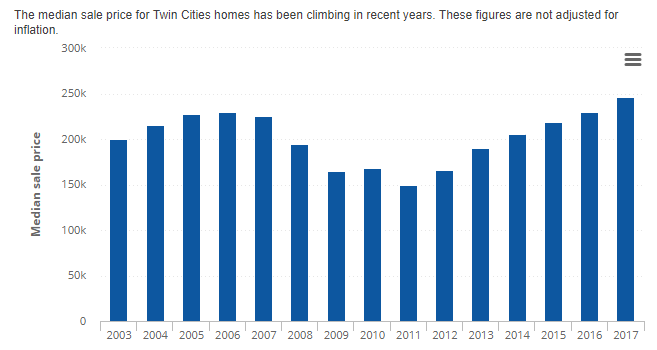 The median sale price for Twin Cities homes has been climbing in recent years. These figures are not adjusted for
inflation.
300k
250k
200k
150k
100k
50k
0
Median sale price
2003 2004 2005 2006 2007 2008 2009 2010 2011 2012 2013 2014 2015 2016 2017